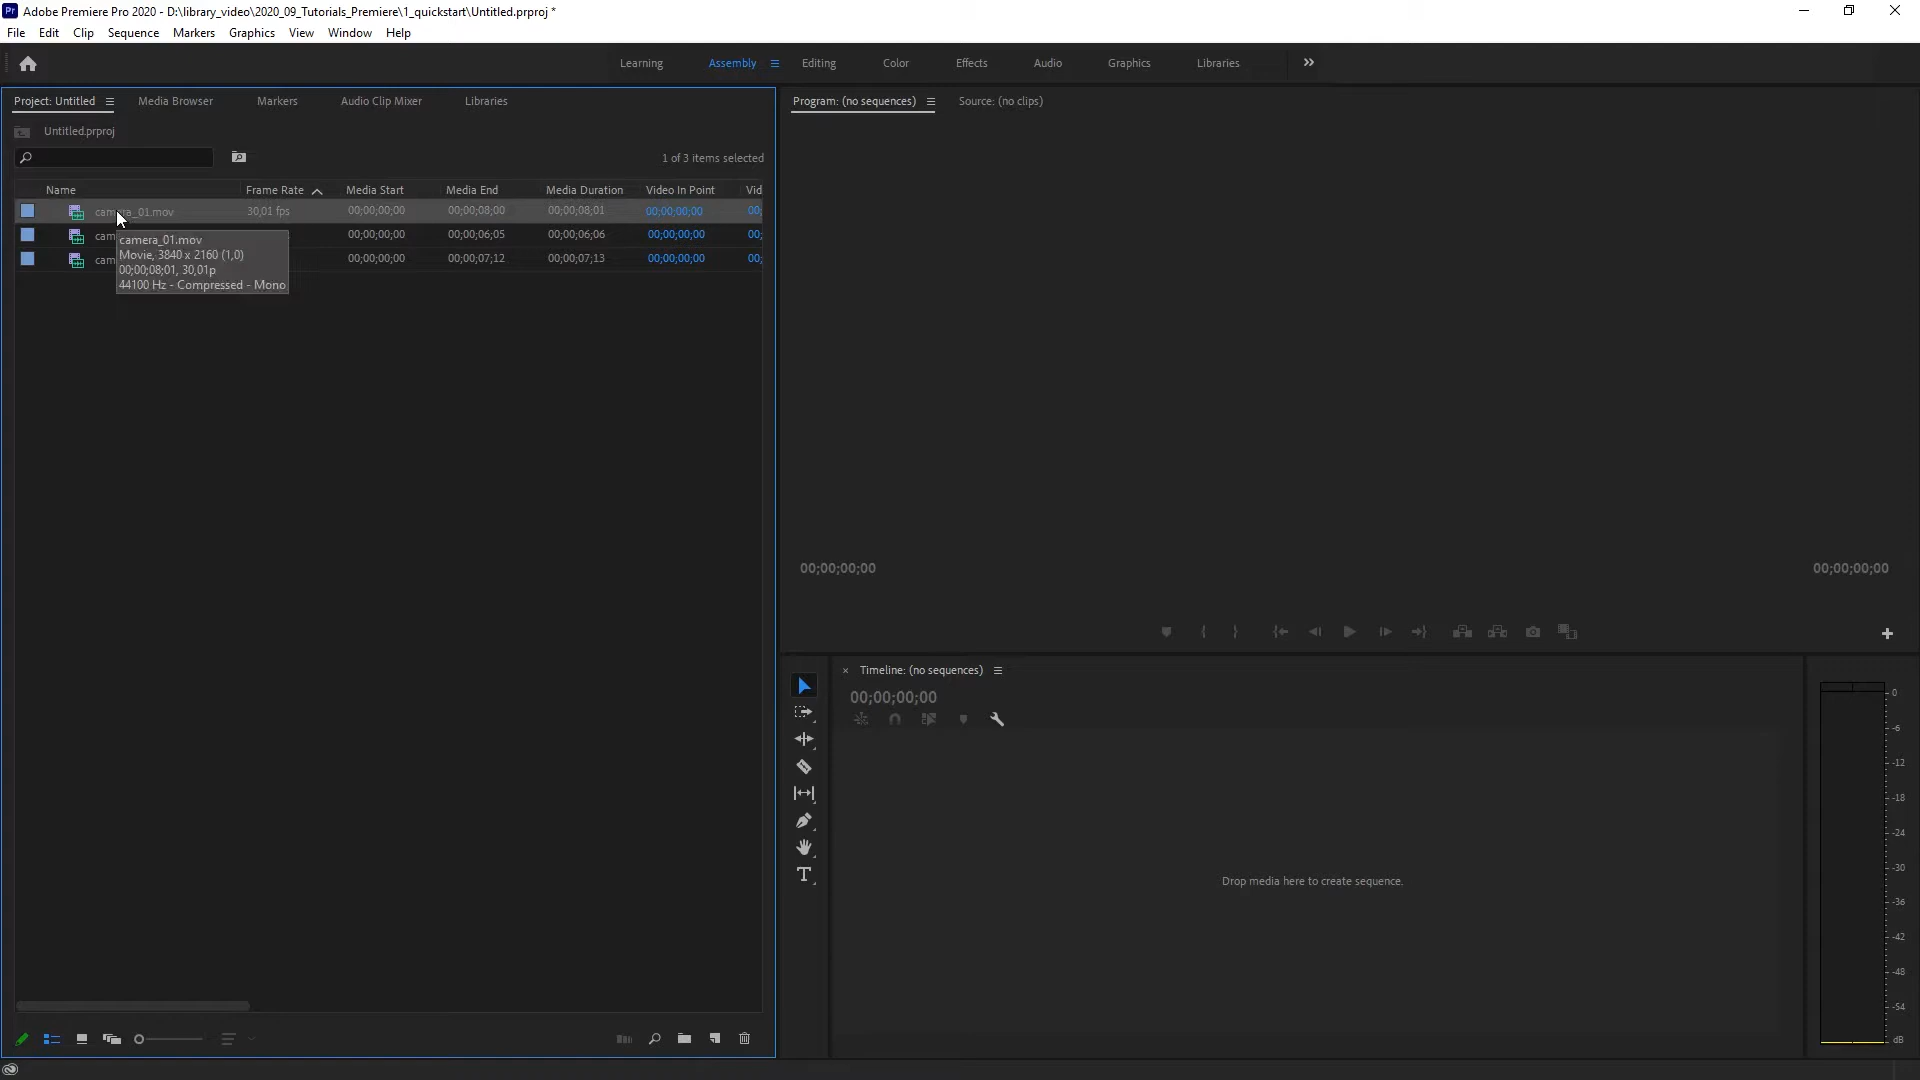 Adobe Premiere Pro 2020 - D:\library_video\2020_09_Tutorials_Premiere\1_quickstart\Untitled.prproj *
File Edit Clip Sequence Markers Graphics View Window Help
Learning Assembly Editing Color Effects Audio Graphics Libraries
Project: Untitled Media Browser Markers Audio Clip Mixer Libraries
Untitled.prproj
1 of 3 items selected
Name Frame Rate Media Start Media End Media Duration Video In Point Vid
camera_01.mov 30,01 fps 00;00;00;00 00;00;08;00 00;00;08;01 00;00;00;00 00;
cam 00;00;00;00 00;00;06;05 00;00;06;06 00;00;00;00 00;
cam 00;00;00;00 00;00;07;12 00;00;07;13 00;00;00;00 00;
camera_01.mov
Movie, 3840 x 2160 (1,0)
00;00;08;01, 30,01p
44100 Hz - Compressed - Mono
Program: (no sequences) Source: (no clips)
00;00;00;00 00;00;00;00
Timeline: (no sequences)
00;00;00;00
Drop media here to create sequence.
0
-6
-12
-18
-24
-30
-36
-42
-48
-54
dB